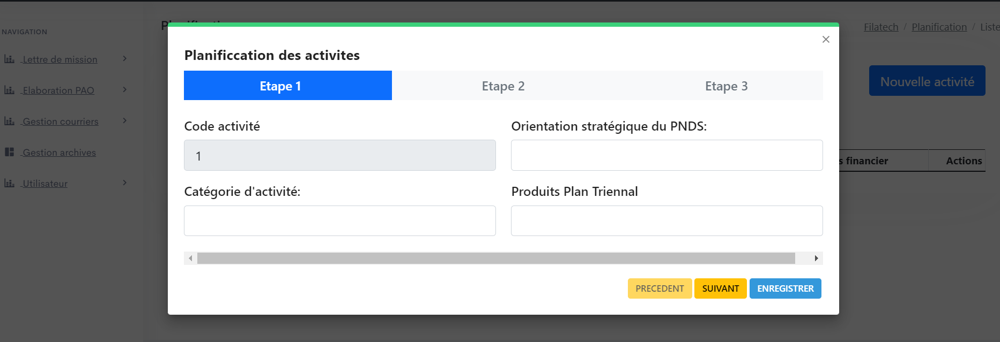 NAVIGATION
Filatech / Planification / Liste
Lettre de mission
Elaboration PAO
Gestion courriers
Gestion archives
Utilisateur
Nouvelle activité
financier
Actions
×
Planificcation des activites
Etape 1
Etape 2
Etape 3
Code activité
Orientation stratégique du PNDS:
1
Catégorie d'activité:
Produits Plan Triennal
PRECEDENT
SUIVANT
ENREGISTRER